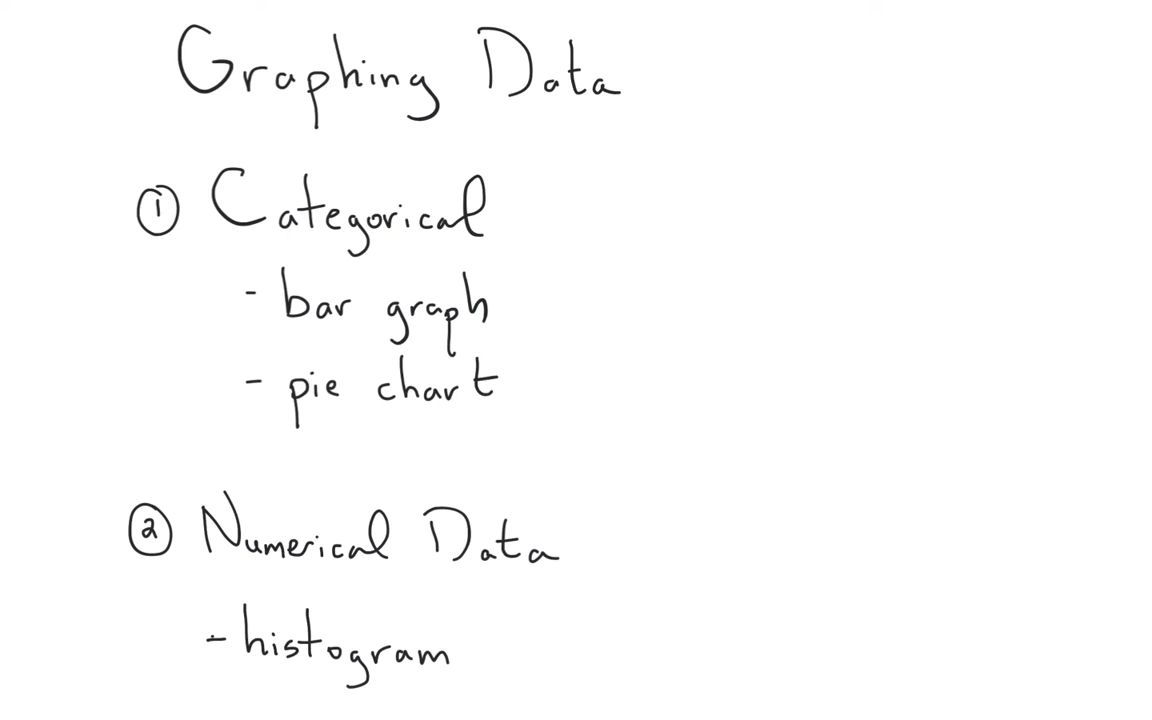 Graphing Data
① Categorical
- bar graph
- pie chart
② Numerical Data
- histogram